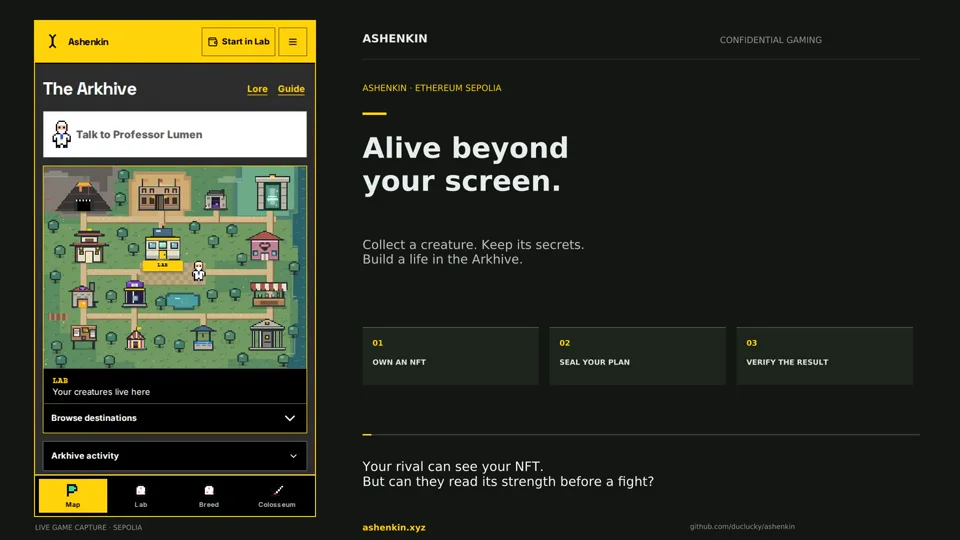 Ashenkin
Start in Lab
The Arkhive
Lore
Guide
Talk to Professor Lumen
LAB
LAB
Your creatures live here
Browse destinations
Arkhive activity
Map
Lab
Breed
Colosseum
LIVE GAME CAPTURE · SEPOLIA
ASHENKIN
CONFIDENTIAL GAMING
ASHENKIN · ETHEREUM SEPOLIA
Alive beyond
your screen.
Collect a creature. Keep its secrets.
Build a life in the Arkhive.
01
OWN AN NFT
02
SEAL YOUR PLAN
03
VERIFY THE RESULT
Your rival can see your NFT.
But can they read its strength before a fight?
ashenkin.xyz
github.com/duclucky/ashenkin